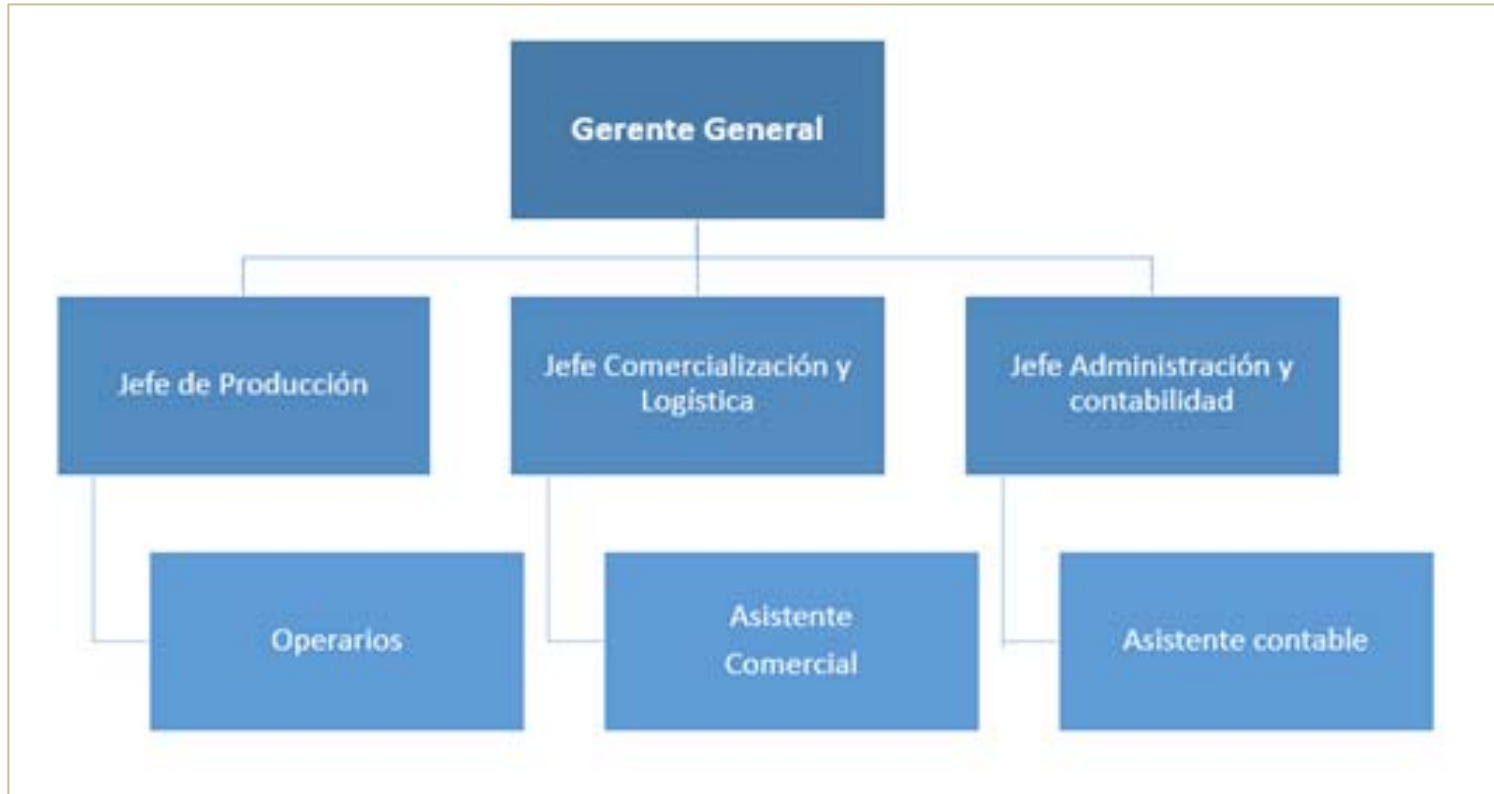 Gerente General
Jefe de Producción
Jefe Comercialización y
Logística
Jefe Administración y
contabilidad
Operarios
Asistente
Comercial
Asistente contable